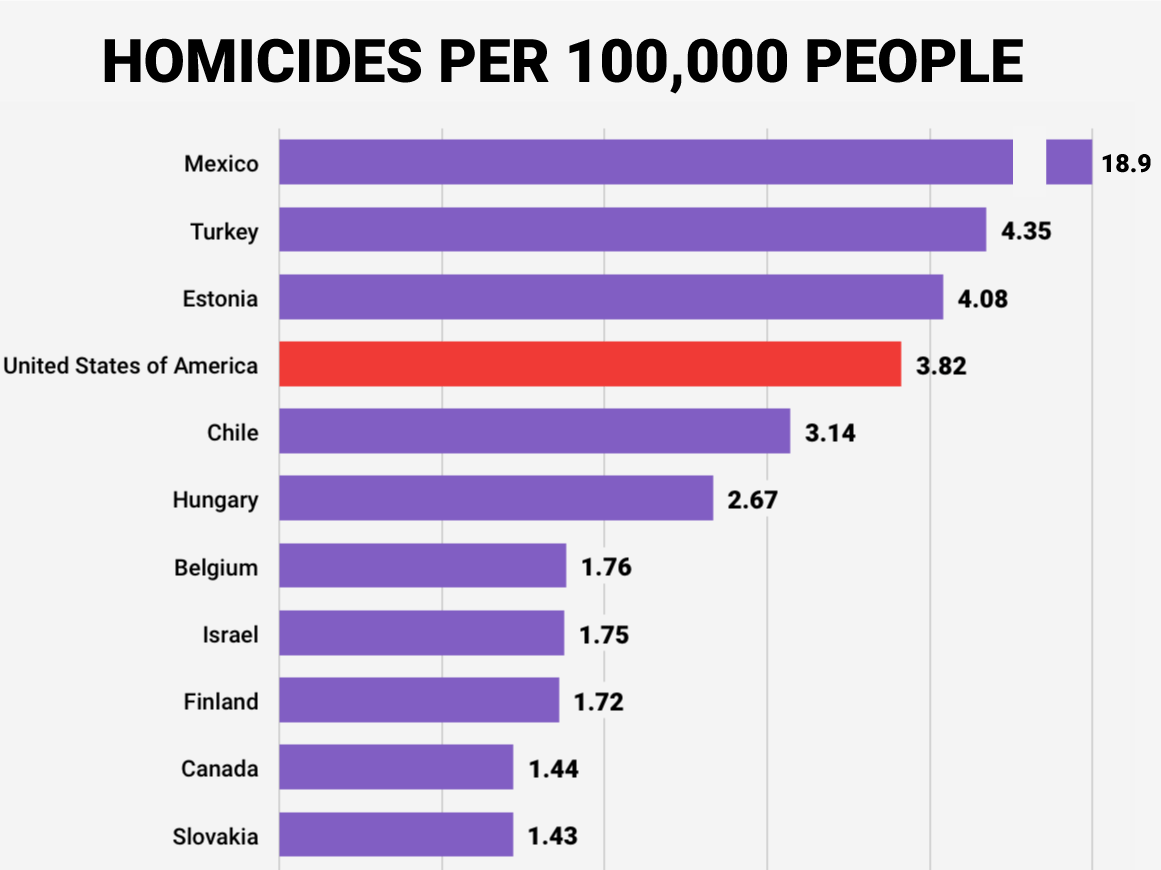 HOMICIDES PER 100,000 PEOPLE
Mexico 18.9
Turkey 4.35
Estonia 4.08
United States of America 3.82
Chile 3.14
Hungary 2.67
Belgium 1.76
Israel 1.75
Finland 1.72
Canada 1.44
Slovakia 1.43